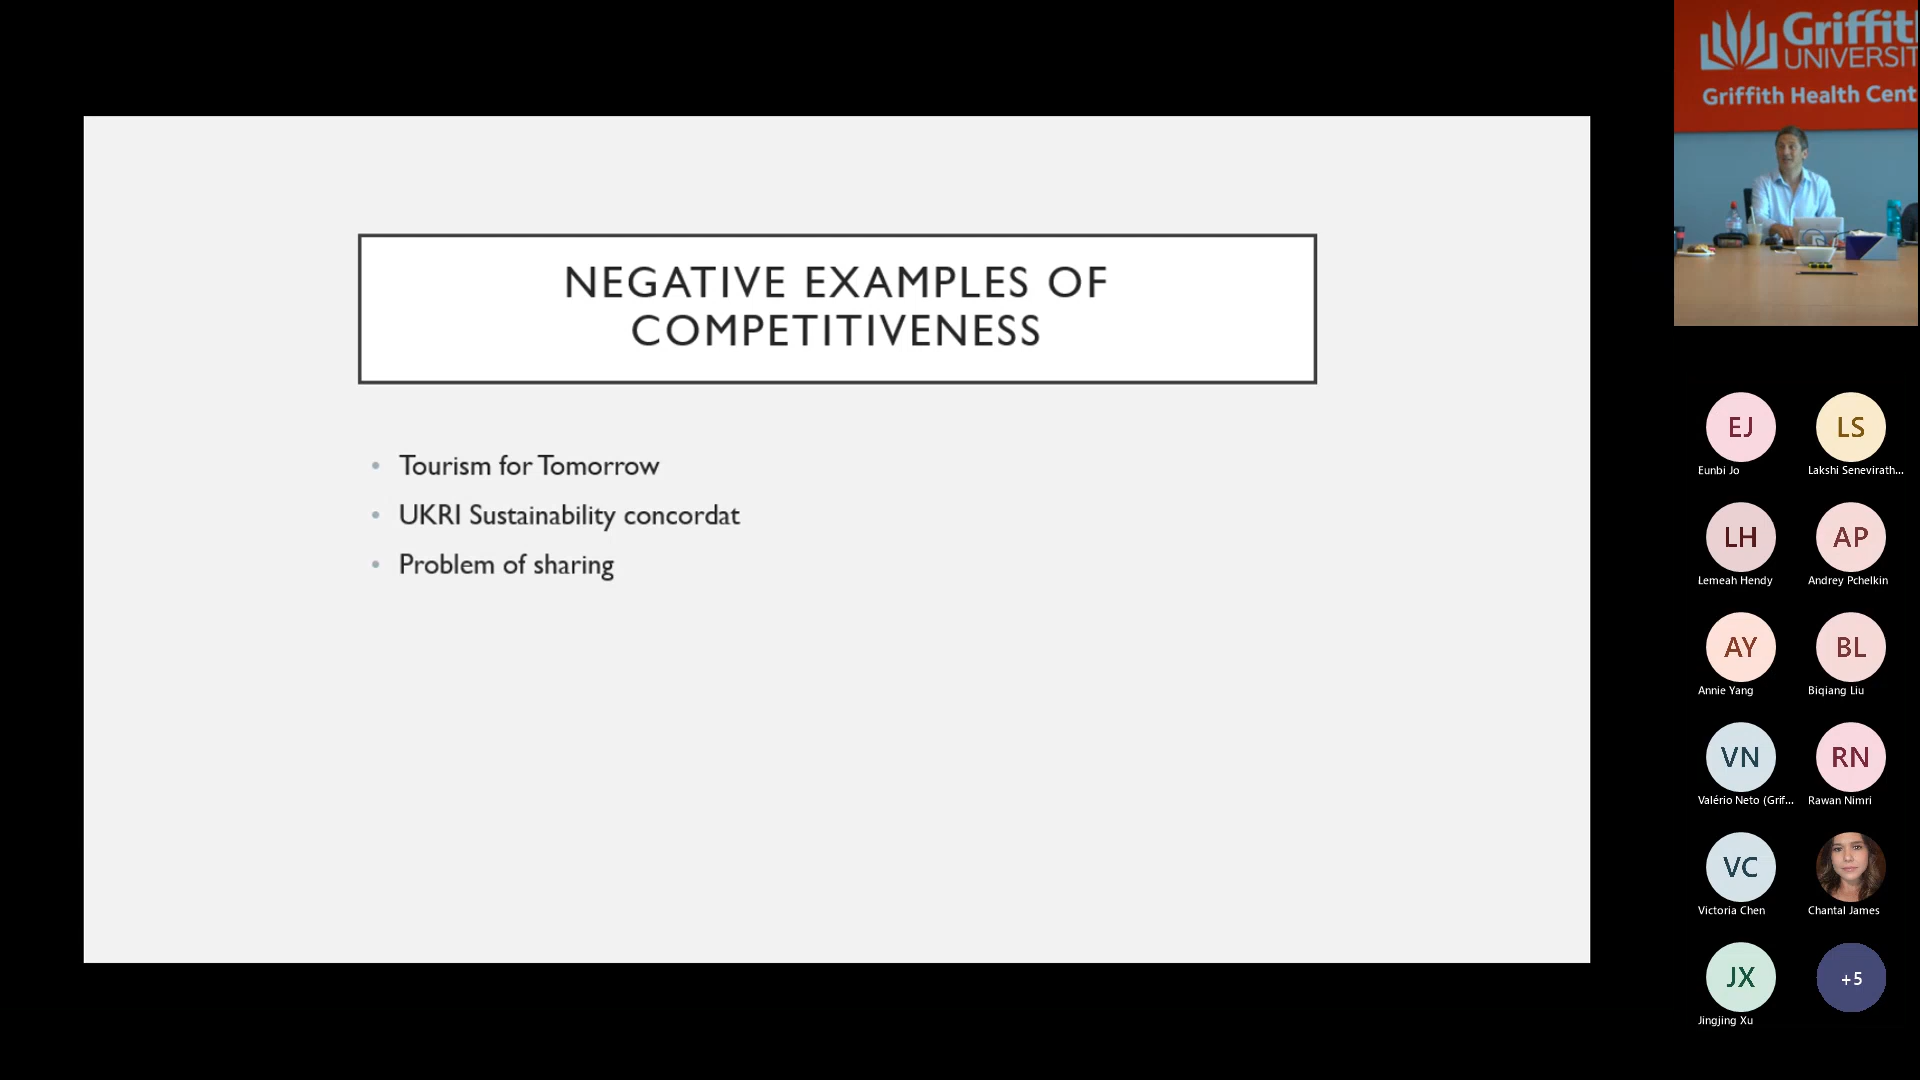 NEGATIVE EXAMPLES OF
COMPETITIVENESS
Tourism for Tomorrow
UKRI Sustainability concordat
Problem of sharing
Griffit
UNIVERSIT
Griffith Health Cent
EJ
Eunbi Jo
LS
Lakshi Senevirath...
LH
Lemeah Hendy
AP
Andrey Pchelkin
AY
Annie Yang
BL
Biqiang Liu
VN
Valério Neto (Grif...
RN
Rawan Nimri
VC
Victoria Chen
Chantal James
JX
Jingjing Xu
+5